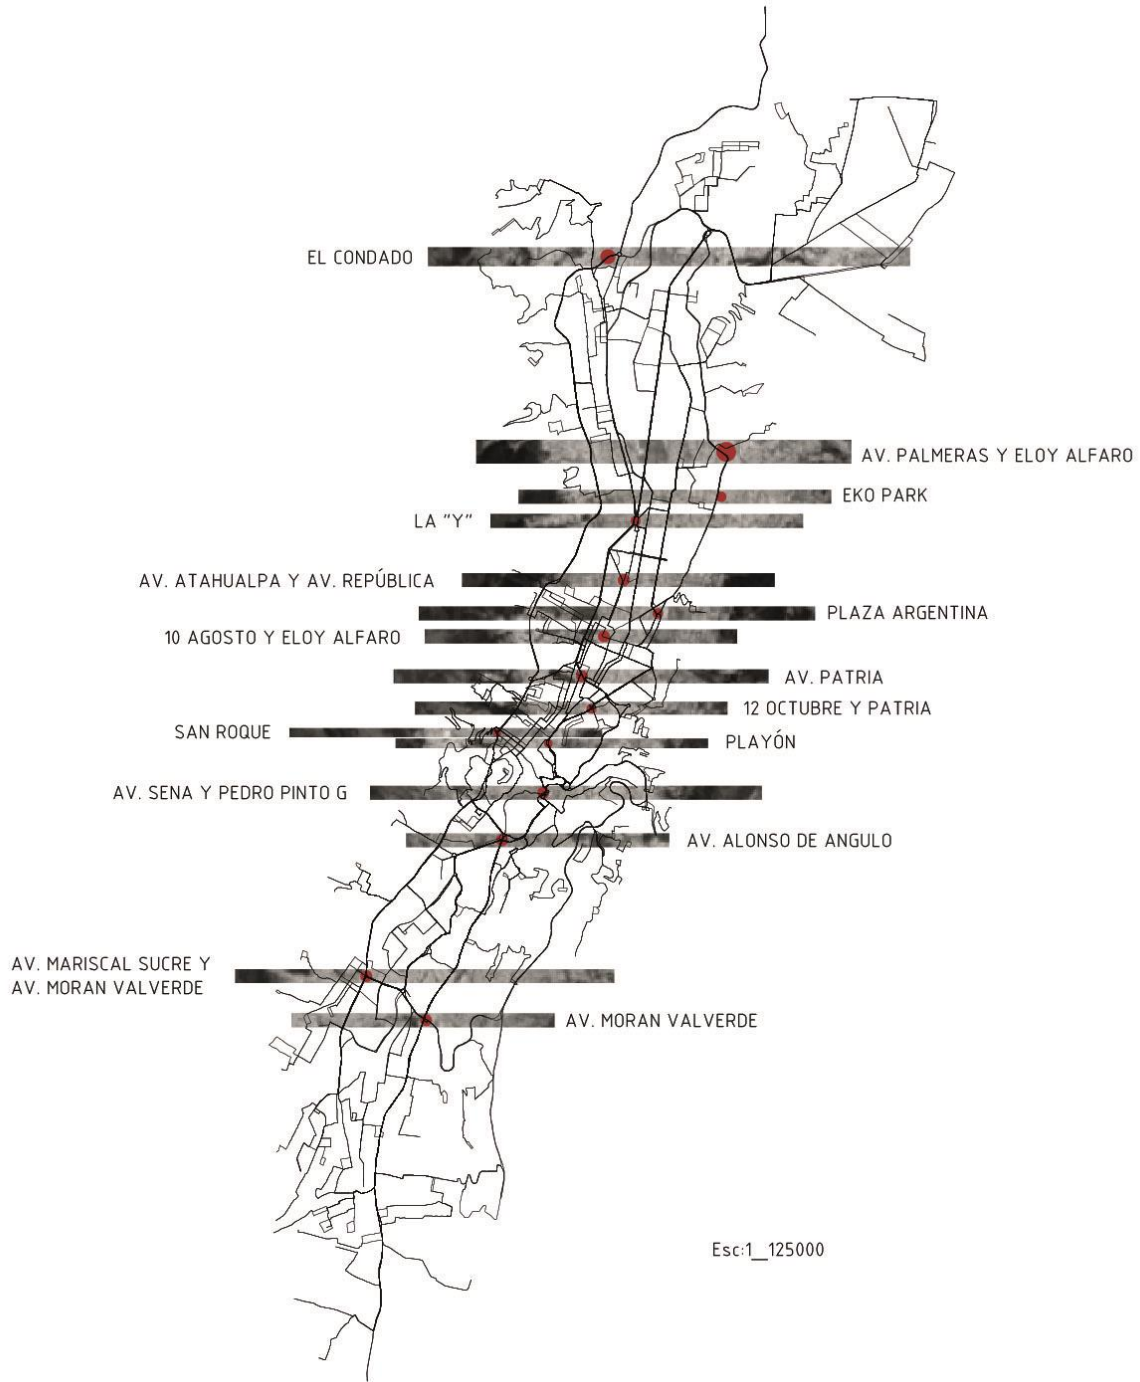 EL CONDADO
AV. PALMERAS Y ELOY ALFARO
EKO PARK
LA "Y"
AV. ATAHUALPA Y AV. REPÚBLICA
PLAZA ARGENTINA
10 AGOSTO Y ELOY ALFARO
AV. PATRIA
12 OCTUBRE Y PATRIA
SAN ROQUE
PLAYÓN
AV. SENA Y PEDRO PINTO G
AV. ALONSO DE ANGULO
AV. MARISCAL SUCRE Y
AV. MORAN VALVERDE
AV. MORAN VALVERDE
Esc:1_125000